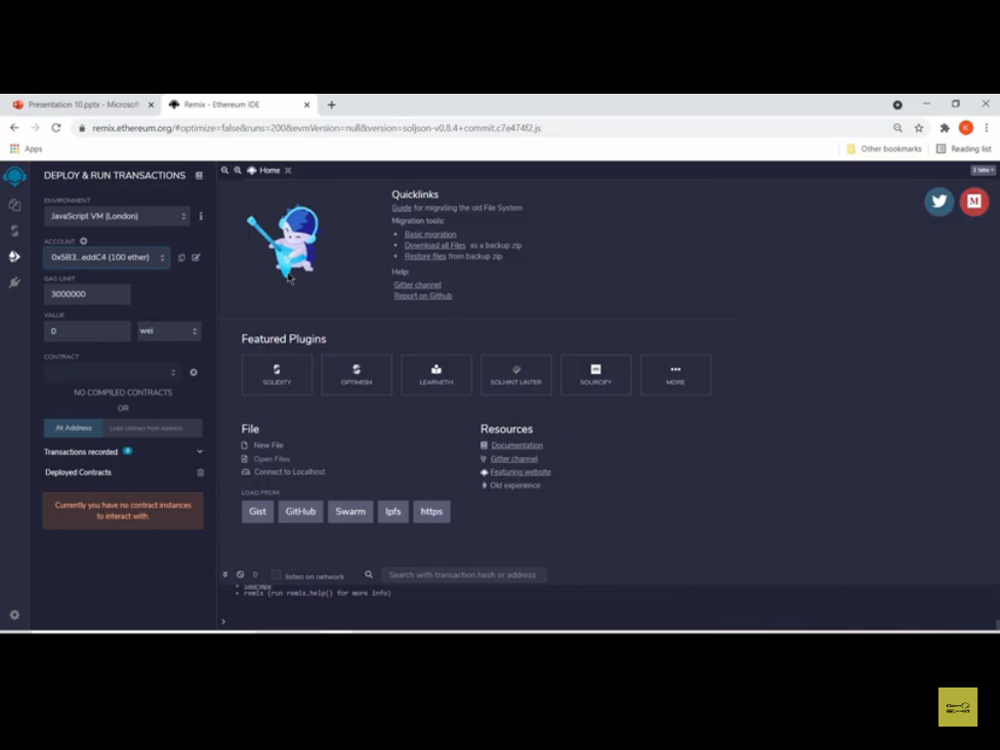 Presentation 10.pptx - Microsoft
Remix - Ethereum IDE
remix.ethereum.org/#optimize=false&runs=200&evmVersion=null&version=soljson-v0.8.4+commit.c7e474f2.js
K
Apps
Other bookmarks
Reading list
DEPLOY & RUN TRANSACTIONS
Home
1 tabs
ENVIRONMENT
JavaScript VM (London)
i
ACCOUNT
0x5B3...eddC4 (100 ether)
GAS LIMIT
3000000
VALUE
0
wei
CONTRACT
NO COMPILED CONTRACTS
OR
At Address
Load contract from Address
Transactions recorded 0
Deployed Contracts
Currently you have no contract instances
to interact with.
Quicklinks
Guide for migrating the old File System
Migration tools:
• Basic migration
• Download all Files as a backup zip
• Restore files from backup zip
Help:
Gitter channel
Report on Github
M
Featured Plugins
SOLIDITY
OPTIMISM
LEARNETH
SOLHINT LINTER
SOURCIFY
MORE
File
New File
Open Files
Connect to Localhost
LOAD FROM
Gist
GitHub
Swarm
Ipfs
https
Resources
Documentation
Gitter channel
Featuring website
Old experience
0
listen on network
Search with transaction hash or address
• remix (run remix.help() for more info)
>